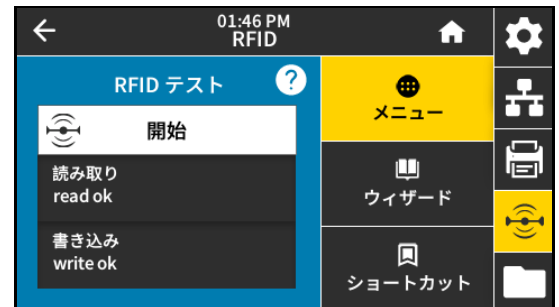 01:46 PM
RFID
RFID テスト
?
開始
読み取り
read ok
書き込み
write ok
メニュー
ウィザード
ショートカット